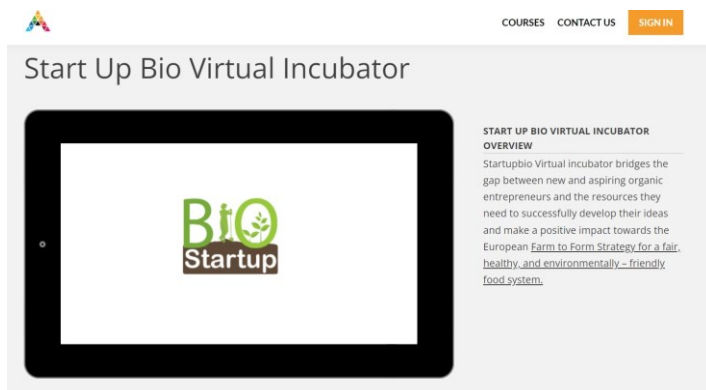 COURSES CONTACT US SIGN IN
Start Up Bio Virtual Incubator
BIO
Startup
START UP BIO VIRTUAL INCUBATOR
OVERVIEW
Startupbio Virtual incubator bridges the
gap between new and aspiring organic
entrepreneurs and the resources they
need to successfully develop their ideas
and make a positive impact towards the
European Farm to Form Strategy for a fair,
healthy, and environmentally – friendly
food system.